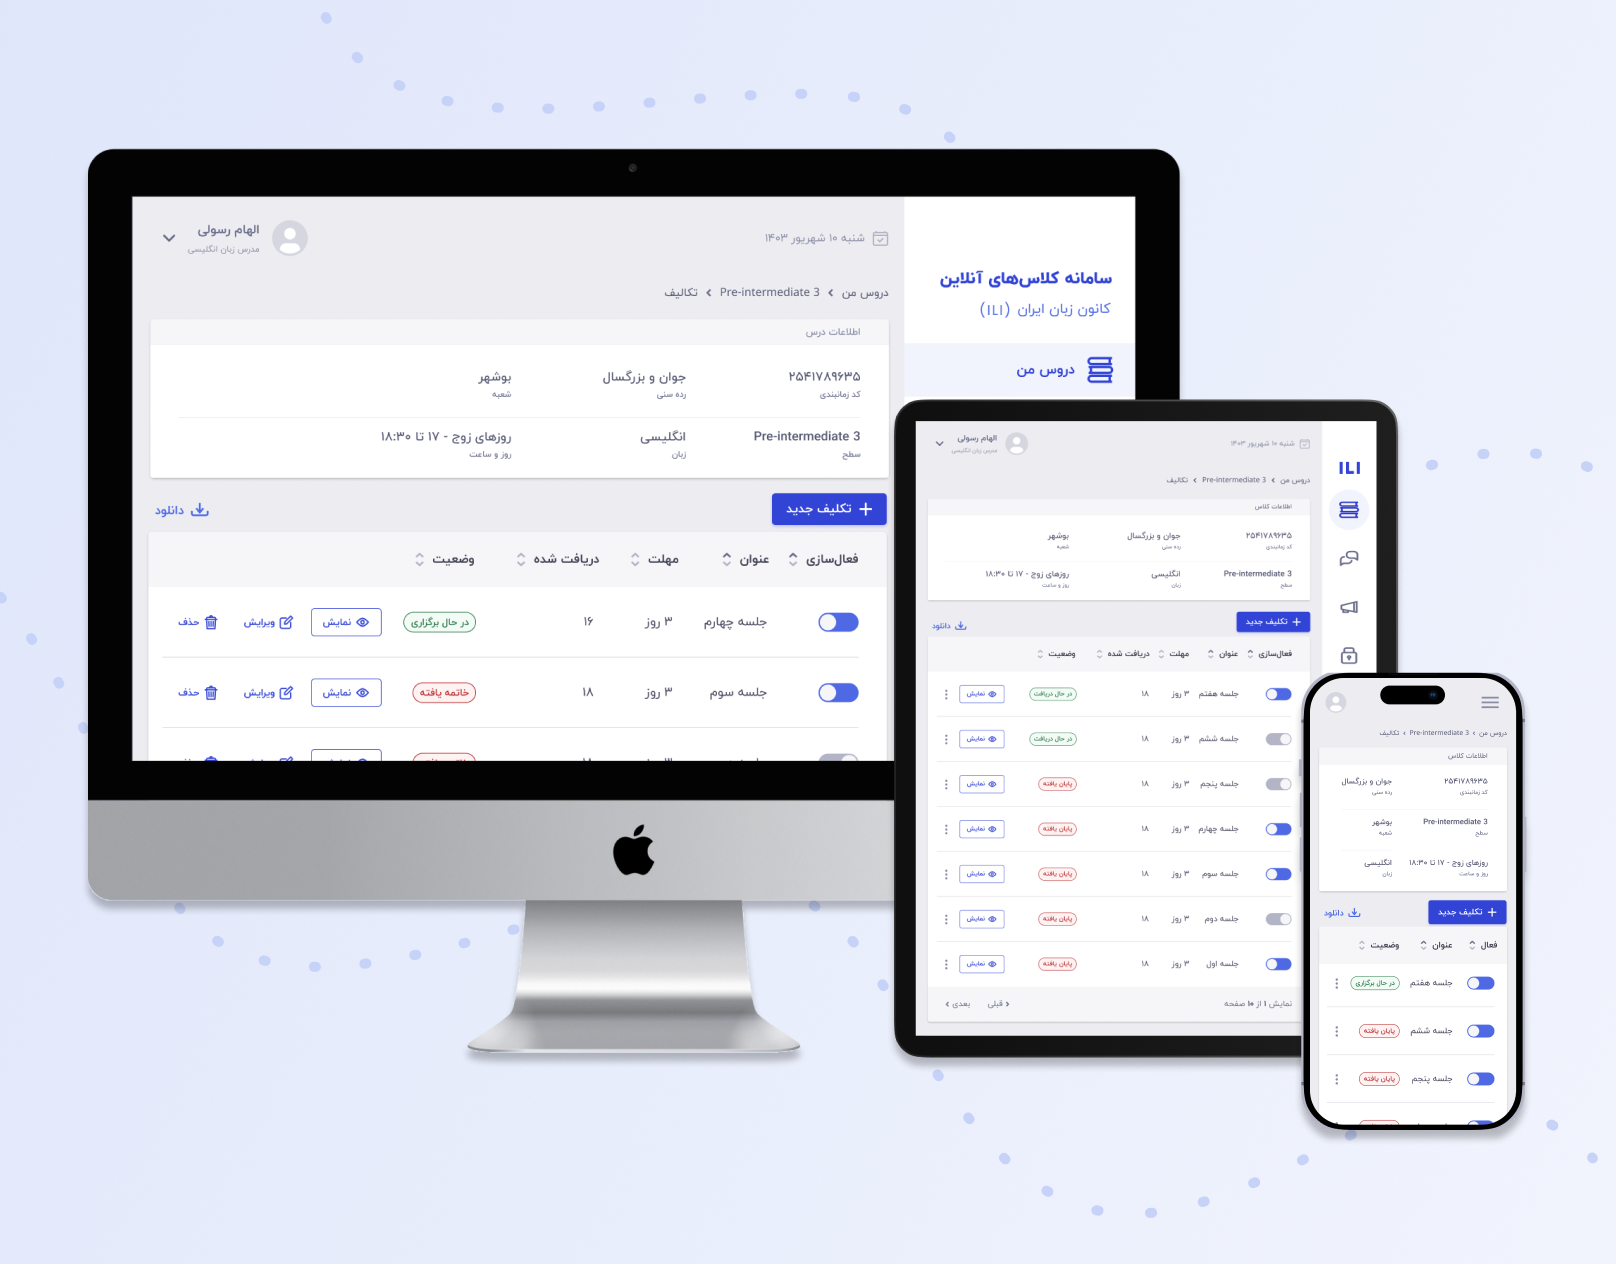 سامانه کلاس‌های آنلاین
کانون زبان ایران (ILI)
دروس من
شنبه ۱۰ شهریور ۱۴۰۳
الهام رسولی
مدرس زبان انگلیسی
دروس من › Pre-intermediate 3 › تکالیف
اطلاعات درس
۲۵۴۱۷۸۹۶۳۵ جوان و بزرگسال بوشهر
کد زمانبندی رده سنی شعبه
Pre-intermediate 3 انگلیسی روزهای زوج - ۱۷ تا ۱۸:۳۰
سطح زبان روز و ساعت
+ تکلیف جدید دانلود
فعال‌سازی عنوان مهلت دریافت شده وضعیت
جلسه چهارم ۳ روز ۱۶ در حال برگزاری نمایش ویرایش حذف
جلسه سوم ۳ روز ۱۸ خاتمه یافته نمایش ویرایش حذف
ILI
شنبه ۱۰ شهریور ۱۴۰۳
الهام رسولی
مدرس زبان انگلیسی
دروس من › Pre-intermediate 3 › تکالیف
اطلاعات کلاس
۲۵۴۱۷۸۹۶۳۵ جوان و بزرگسال بوشهر
کد زمانبندی رده سنی شعبه
Pre-intermediate 3 انگلیسی روزهای زوج - ۱۷ تا ۱۸:۳۰
سطح زبان روز و ساعت
+ تکلیف جدید دانلود
فعال‌سازی عنوان مهلت دریافت شده وضعیت
جلسه هفتم ۳ روز ۱۸ در حال دریافت نمایش
جلسه ششم ۳ روز ۱۸ در حال دریافت نمایش
جلسه پنجم ۳ روز ۱۸ پایان یافته نمایش
جلسه چهارم ۳ روز ۱۸ پایان یافته نمایش
جلسه سوم ۳ روز ۱۸ پایان یافته نمایش
جلسه دوم ۳ روز ۱۸ پایان یافته نمایش
جلسه اول ۳ روز ۱۸ پایان یافته نمایش
نمایش ۱ از ۱۰ صفحه قبلی بعدی
دروس من › Pre-intermediate 3 › تکالیف
اطلاعات کلاس
۲۵۴۱۷۸۹۶۳۵ جوان و بزرگسال
کد زمانبندی رده سنی
Pre-intermediate 3 بوشهر
سطح شعبه
روزهای زوج - ۱۷ تا ۱۸:۳۰ انگلیسی
روز و ساعت زبان
+ تکلیف جدید دانلود
فعال عنوان وضعیت
جلسه هفتم در حال برگزاری
جلسه ششم پایان یافته
جلسه پنجم پایان یافته